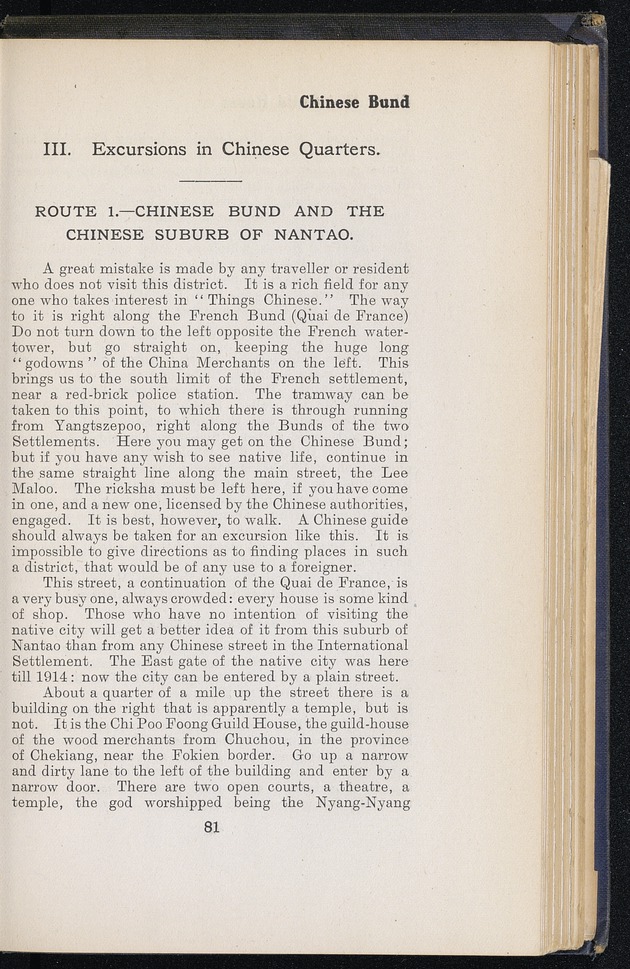 Chinese Bund
III. Excursions in Chinese Quarters.
ROUTE 1.—CHINESE BUND AND THE
CHINESE SUBURB OF NANTAO.
A great mistake is made by any traveller or resident
who does not visit this district. It is a rich field for any
one who takes interest in “Things Chinese.” The way
to it is right along the French Bund (Quai de France)
Do not turn down to the left opposite the French water-
tower, but go straight on, keeping the huge long
“godowns” of the China Merchants on the left. This
brings us to the south limit of the French settlement,
near a red-brick police station. The tramway can be
taken to this point, to which there is through running
from Yangtszepoo, right along the Bunds of the two
Settlements. Here you may get on the Chinese Bund;
but if you have any wish to see native life, continue in
the same straight line along the main street, the Lee
Maloo. The ricksha must be left here, if you have come
in one, and a new one, licensed by the Chinese authorities,
engaged. It is best, however, to walk. A Chinese guide
should always be taken for an excursion like this. It is
impossible to give directions as to finding places in such
a district, that would be of any use to a foreigner.
This street, a continuation of the Quai de France, is
a very busy one, always crowded: every house is some kind
of shop. Those who have no intention of visiting the
native city will get a better idea of it from this suburb of
Nantao than from any Chinese street in the International
Settlement. The East gate of the native city was here
till 1914: now the city can be entered by a plain street.
About a quarter of a mile up the street there is a
building on the right that is apparently a temple, but is
not. It is the Chi Poo Foong Guild House, the guild-house
of the wood merchants from Chuchou, in the province
of Chekiang, near the Fokien border. Go up a narrow
and dirty lane to the left of the building and enter by a
narrow door. There are two open courts, a theatre, a
temple, the god worshipped being the Nyang-Nyang
81